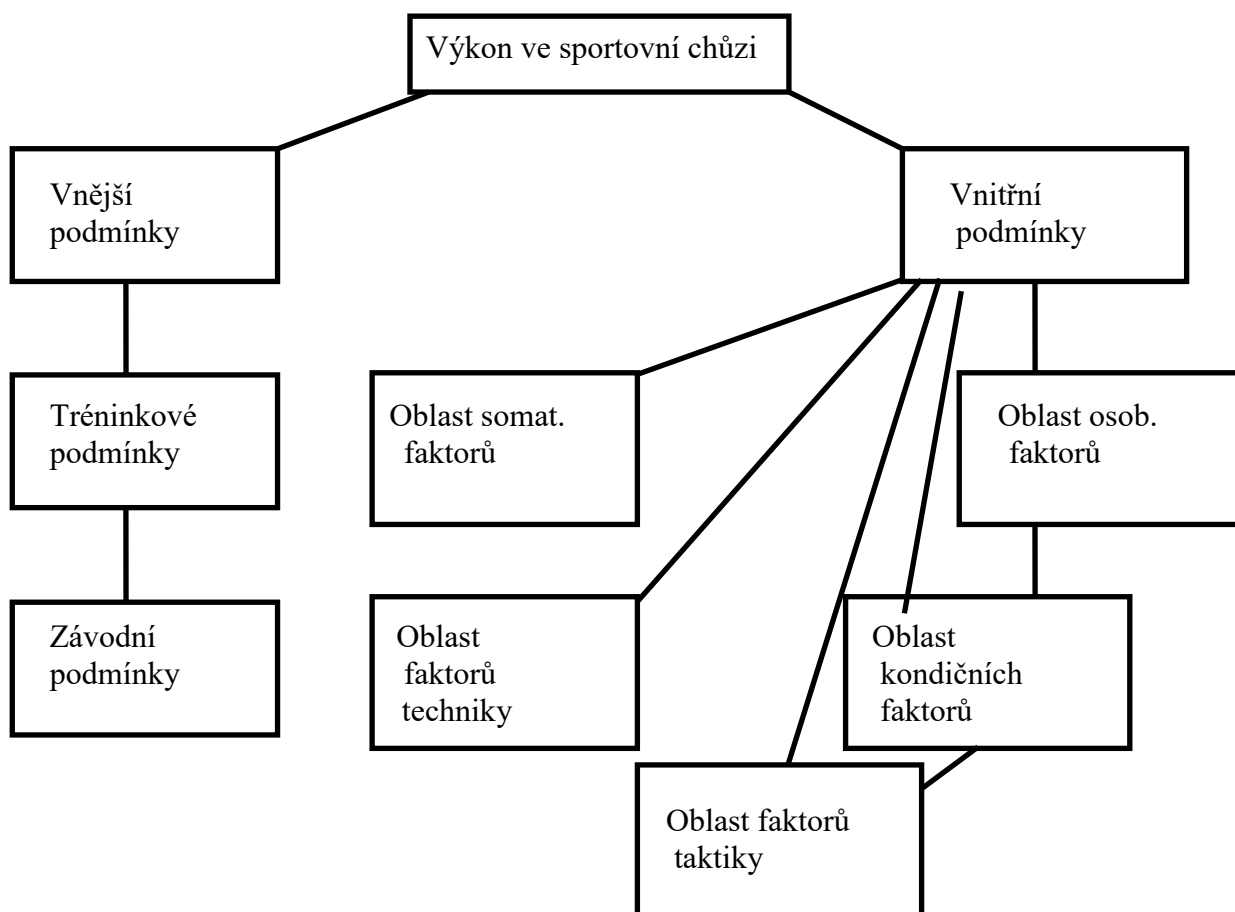 Výkon ve sportovní chůzi
Vnější
podmínky
Vnitřní
podmínky
Tréninkové
podmínky
Oblast somat.
faktorů
Oblast osob.
faktorů
Závodní
podmínky
Oblast
faktorů
techniky
Oblast
kondičních
faktorů
Oblast faktorů
taktiky